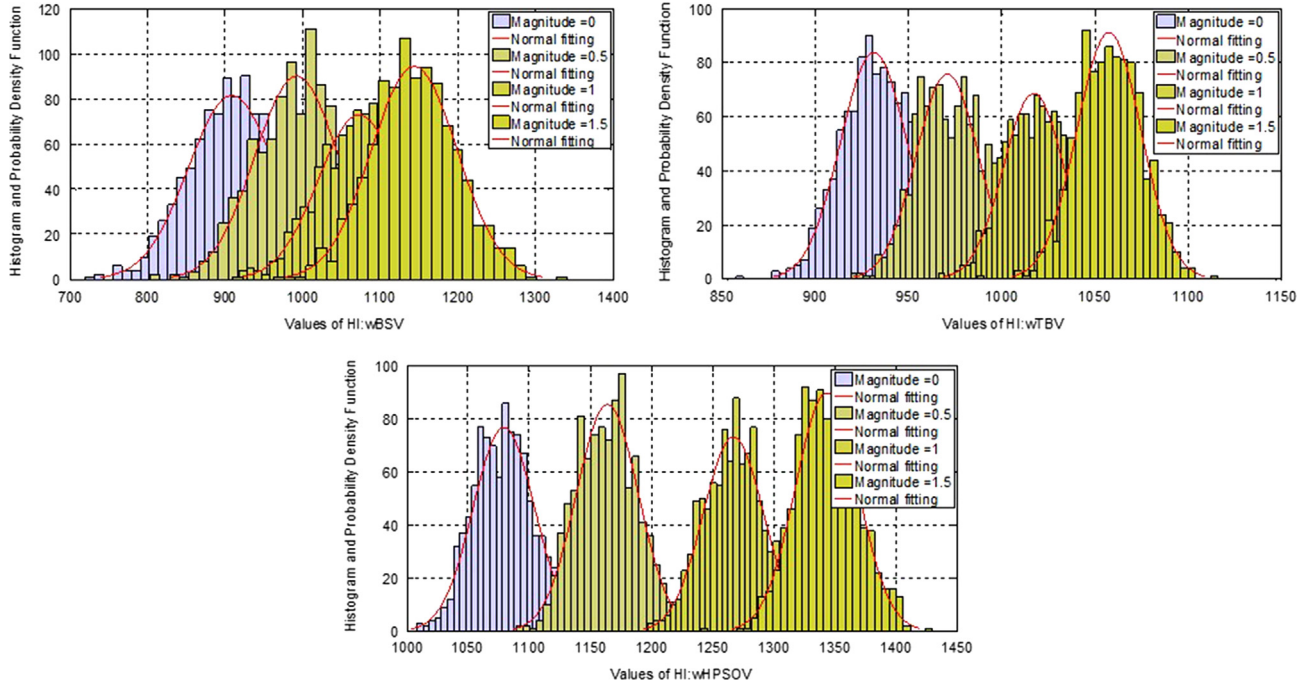 Histogram and Probability Density Function
120
100
80
60
40
20
0
700
800
900
1000
1100
1200
1300
1400
Values of HI:wBSV
Magnitude =0
Normal fitting
Magnitude =0.5
Normal fitting
Magnitude =1
Normal fitting
Magnitude =1.5
Normal fitting
Histogram and Probability Density Function
100
80
60
40
20
0
850
900
950
1000
1050
1100
1150
Values of HI:wTBV
Magnitude =0
Normal fitting
Magnitude =0.5
Normal fitting
Magnitude =1
Normal fitting
Magnitude =1.5
Normal fitting
Histogram and Probability Density Function
100
80
60
40
20
0
1000
1050
1100
1150
1200
1250
1300
1350
1400
1450
Values of HI:wHPSOV
Magnitude =0
Normal fitting
Magnitude =0.5
Normal fitting
Magnitude =1
Normal fitting
Magnitude =1.5
Normal fitting